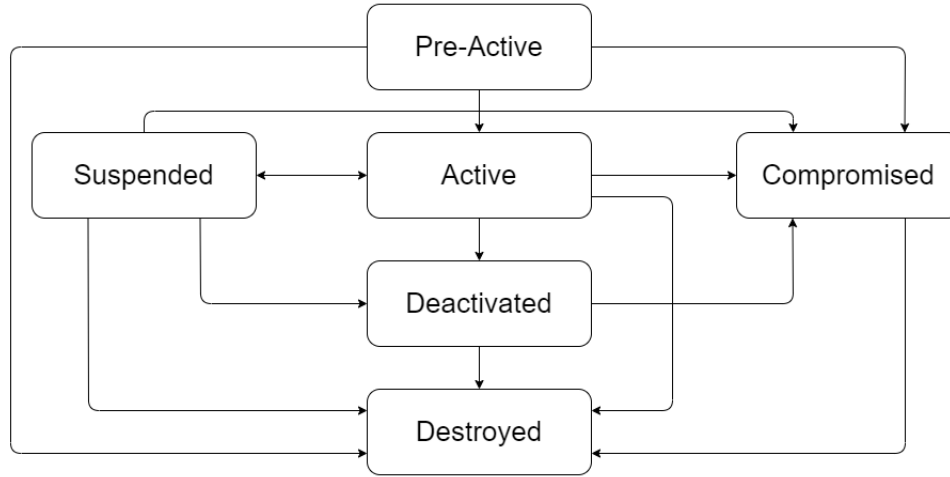 Pre-Active
Suspended
Active
Compromised
Deactivated
Destroyed